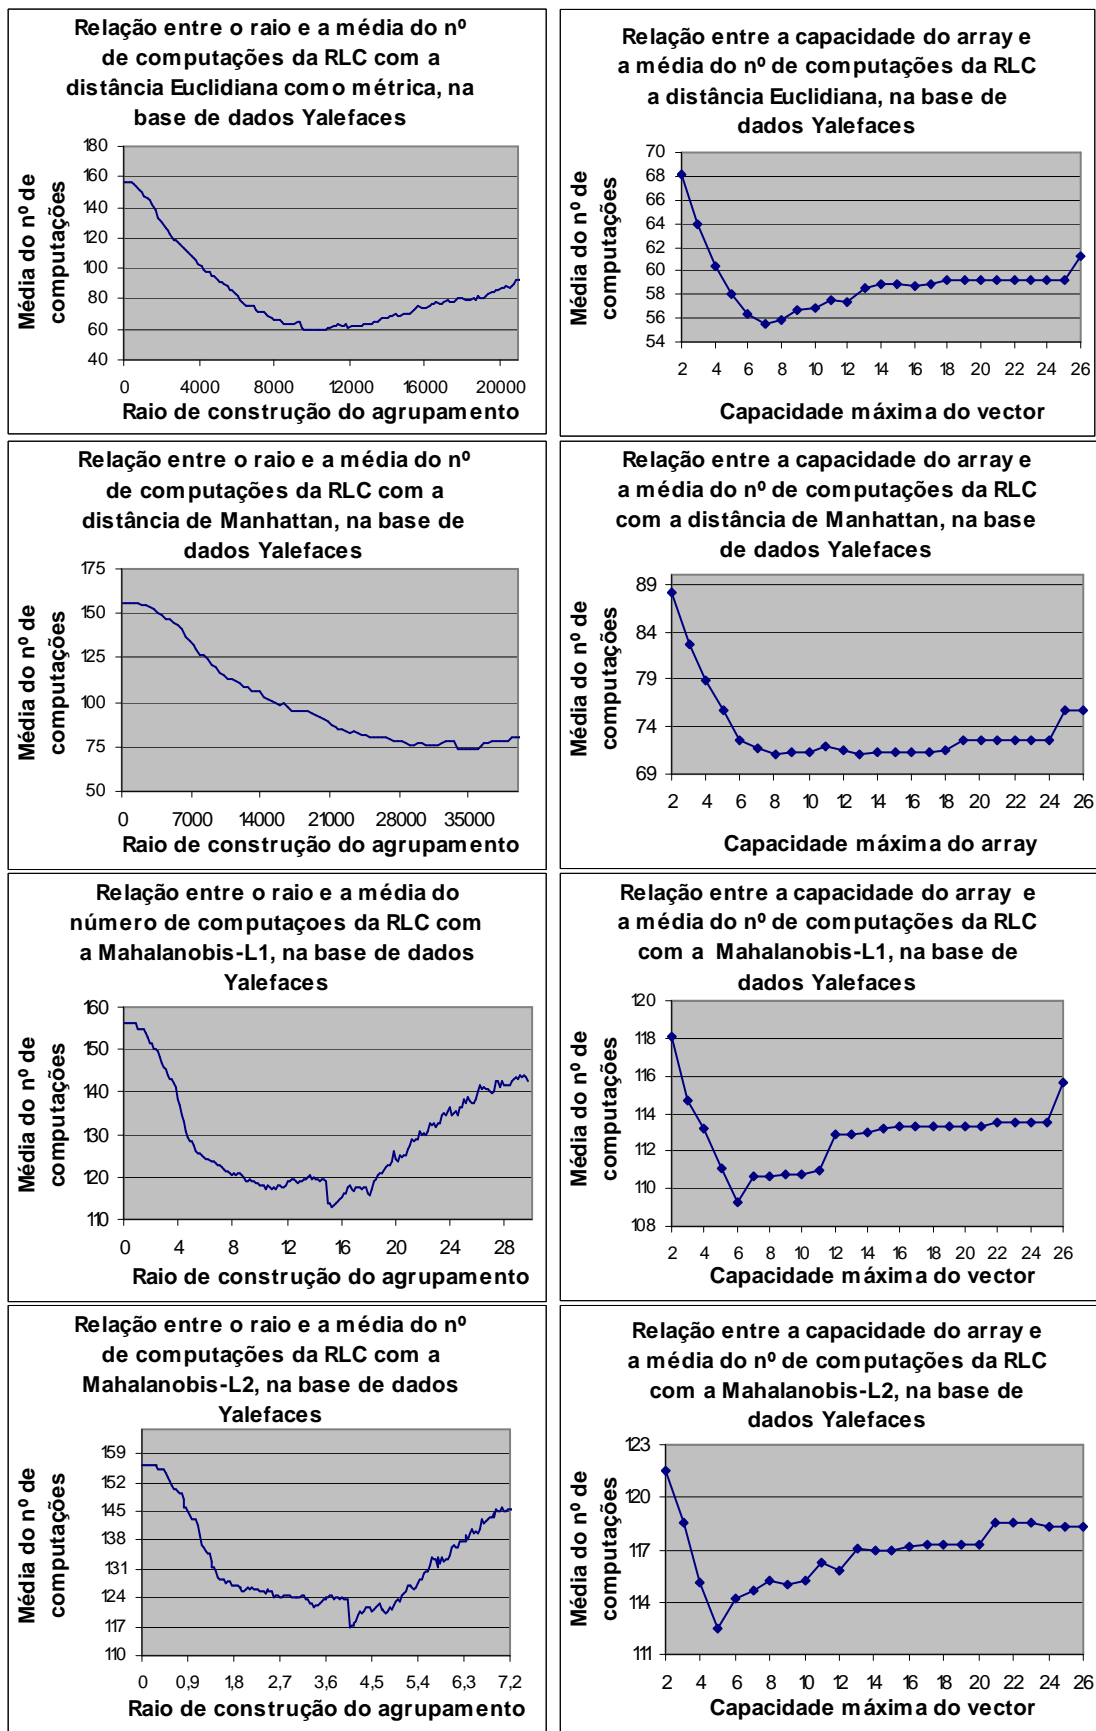 Relação entre o raio e a média do nº
de computações da RLC com a
distância Euclidiana como métrica, na
base de dados Yalefaces
Média do nº de
computações
180
160
140
120
100
80
60
40
0 4000 8000 12000 16000 20000
Raio de construção do agrupamento
Relação entre a capacidade do array e
a média do nº de computações da RLC
a distância Euclidiana, na base de
dados Yalefaces
Média do nº de
computações
70
68
66
64
62
60
58
56
54
2 4 6 8 10 12 14 16 18 20 22 24 26
Capacidade máxima do vector
Relação entre o raio e a média do nº
de computações da RLC com a
distância de Manhattan, na base de
dados Yalefaces
Média do nº de
computações
175
150
125
100
75
50
0 7000 14000 21000 28000 35000
Raio de construção do agrupamento
Relação entre a capacidade do array e
a média do nº de computações da RLC
com a distância de Manhattan, na base
de dados Yalefaces
Média do nº de
computações
89
84
79
74
69
2 4 6 8 10 12 14 16 18 20 22 24 26
Capacidade máxima do array
Relação entre o raio e a média do
número de computaçoes da RLC com
a Mahalanobis-L1, na base de dados
Yalefaces
Média do nº de
computações
160
150
140
130
120
110
0 4 8 12 16 20 24 28
Raio de construção do agrupamento
Relação entre a capacidade do array e
a média do nº de computações da RLC
com a Mahalanobis-L1, na base de
dados Yalefaces
Média do nº de
computações
120
118
116
114
112
110
108
2 4 6 8 10 12 14 16 18 20 22 24 26
Capacidade máxima do vector
Relação entre o raio e a média do nº
de computações da RLC com a
Mahalanobis-L2, na base de dados
Yalefaces
Média do nº de
computações
159
152
145
138
131
124
117
110
0 0,9 1,8 2,7 3,6 4,5 5,4 6,3 7,2
Raio de construção do agrupamento
Relação entre a capacidade do array e
a média do nº de computações da RLC
com a Mahalanobis-L2, na base de
dados Yalefaces
Média do nº de
computações
123
120
117
114
111
2 4 6 8 10 12 14 16 18 20 22 24 26
Capacidade máxima do vector